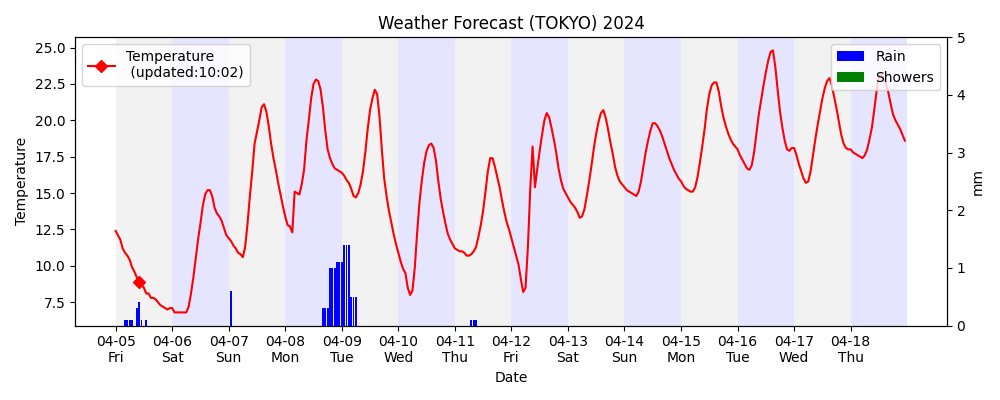 Weather Forecast (TOKYO) 2024
Temperature
(updated:10:02)
Rain
Showers
Temperature
25.0
22.5
20.0
17.5
15.0
12.5
10.0
7.5
5
4
3
2
1
0
mm
04-05 04-06 04-07 04-08 04-09 04-10 04-11 04-12 04-13 04-14 04-15 04-16 04-17 04-18
Fri Sat Sun Mon Tue Wed Thu Fri Sat Sun Mon Tue Wed Thu
Date